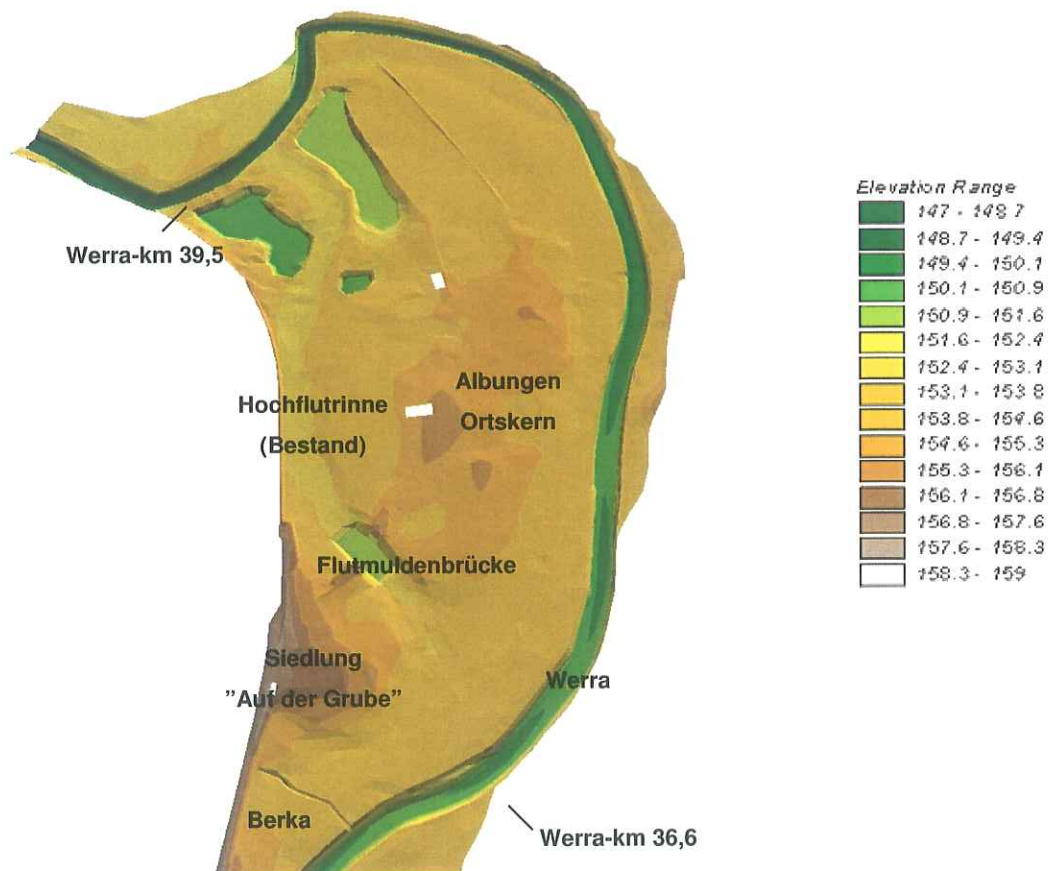 Werra-km 39,5
Hochflutrinne
(Bestand)
Albungen
Ortskern
Flutmuldenbrücke
Siedlung
”Auf der Grube”
Werra
Berka
Werra-km 36,6
Elevation Range
147 - 148.7
148.7 - 149.4
149.4 - 150.1
150.1 - 150.9
150.9 - 151.6
151.6 - 152.4
152.4 - 153.1
153.1 - 153.8
153.8 - 154.6
154.6 - 155.3
155.3 - 156.1
156.1 - 156.8
156.8 - 157.6
157.6 - 158.3
158.3 - 159